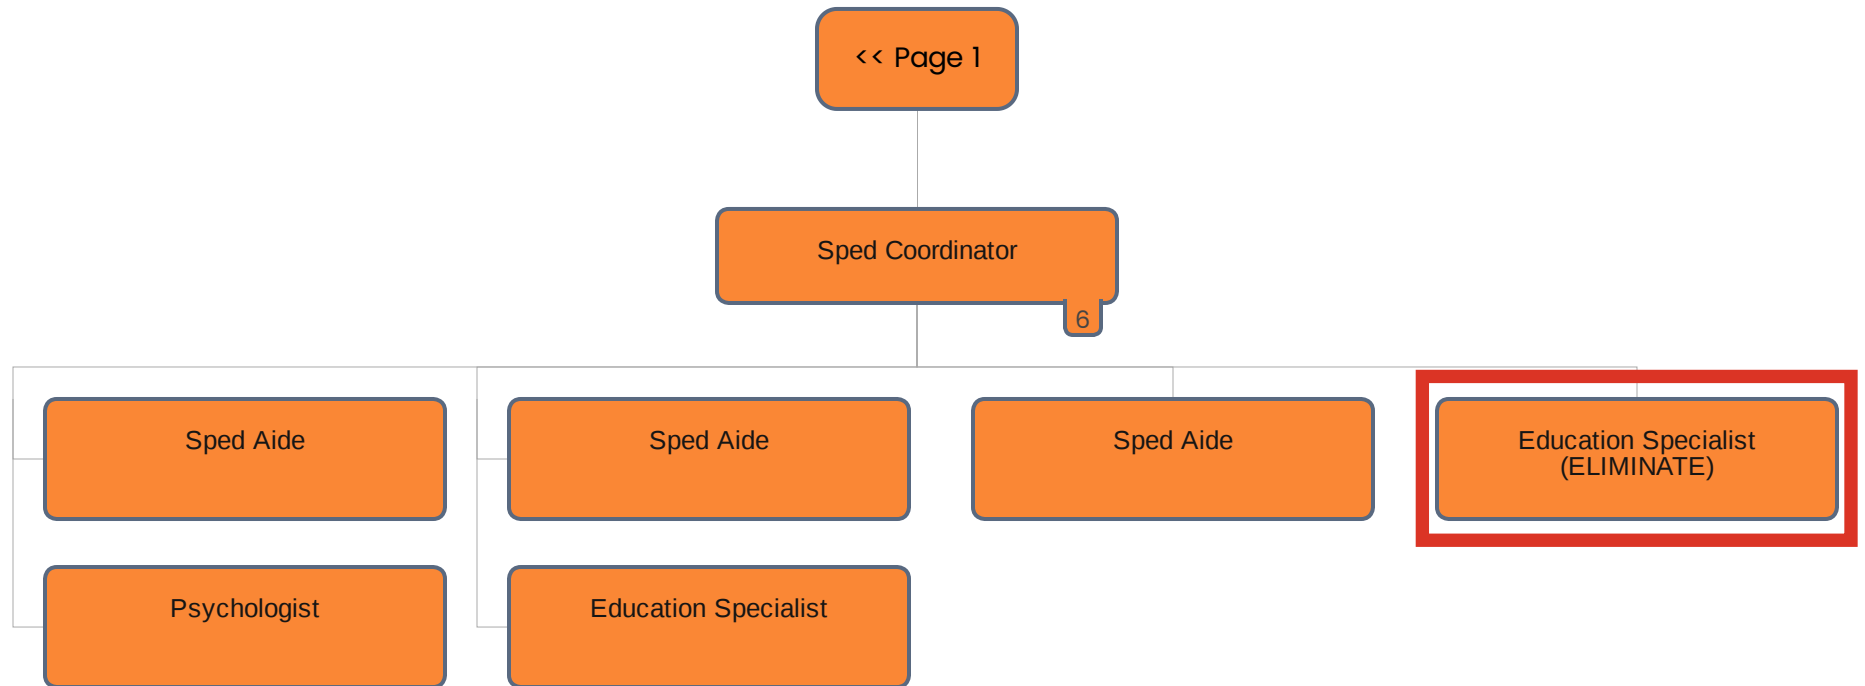 << Page 1
Sped Coordinator
6
Sped Aide
Sped Aide
Sped Aide
Education Specialist
(ELIMINATE)
Psychologist
Education Specialist